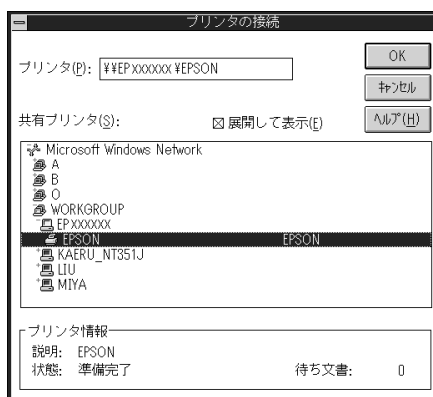 プリンタの接続
プリンタ(P): ¥¥EPxxxxxx¥EPSON
OK
キャンセル
共有プリンタ(S):
展開して表示(E)
ヘルプ(H)
Microsoft Windows Network
A
B
O
WORKGROUP
EPxxxxxx
EPSON EPSON
KAERU_NT351J
LIU
MIYA
プリンタ情報
説明: EPSON
状態: 準備完了 待ち文書: 0